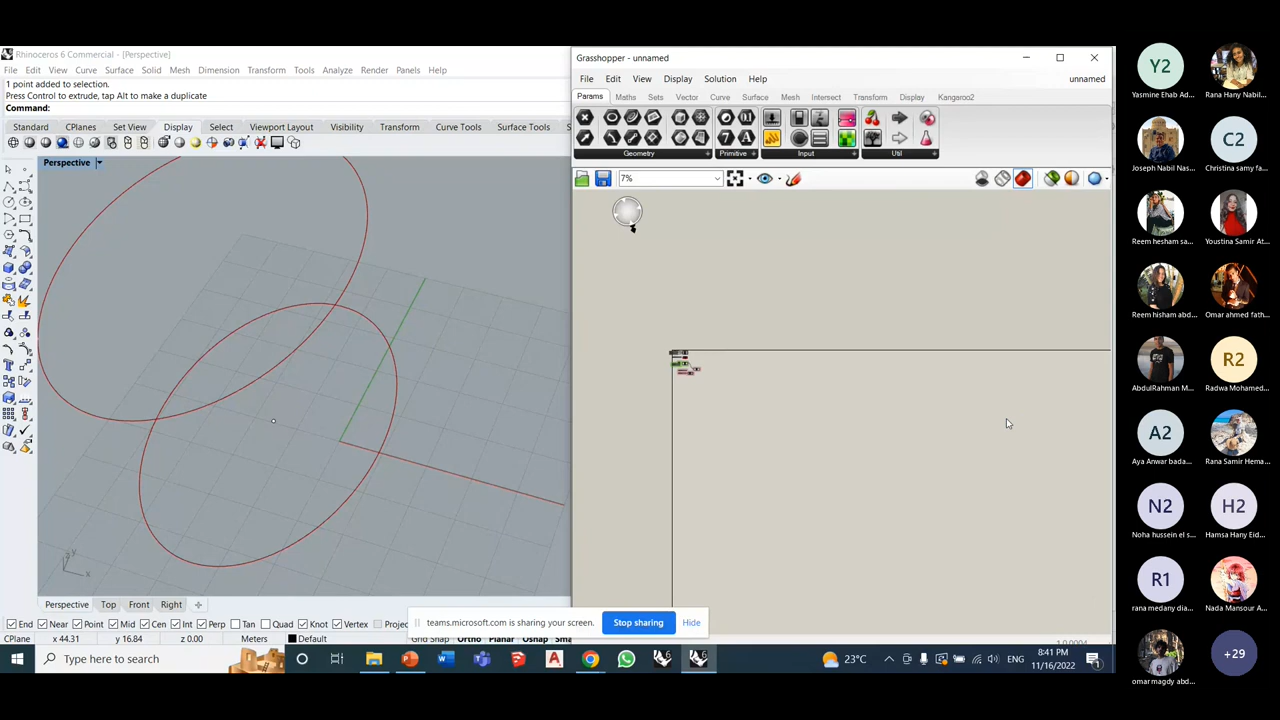 Rhinoceros 6 Commercial - [Perspective]
File Edit View Curve Surface Solid Mesh Dimension Transform Tools Analyze Render Panels Help
1 point added to selection.
Press Control to extrude, tap Alt to make a duplicate
Command:
Standard CPlanes Set View Display Select Viewport Layout Visibility Transform Curve Tools Surface Tools
Perspective
Perspective Top Front Right
End Near Point Mid Cen Int Perp Tan Quad Knot Vertex Projec
CPlane x 44.31 y 16.84 z 0.00 Meters Default Grid Snap Ortho Planar Osnap
Grasshopper - unnamed
File Edit View Display Solution Help unnamed
Params Maths Sets Vector Curve Surface Mesh Intersect Transform Display Kangaroo2
Geometry Primitive Input Util
7%
1.0.0004
teams.microsoft.com is sharing your screen. Stop sharing Hide
Type here to search
23°C ENG 8:41 PM
11/16/2022
Y2
Yasmine Ehab Ad... Rana Hany Nabil...
C2
Joseph Nabil Nas... Christina samy fa...
Reem hesham sa... Youstina Samir At...
Reem hisham abd... Omar ahmed fath...
R2
AbdulRahman M... Radwa Mohamed...
A2
Aya Anwar bada... Rana Samir Hema...
N2 H2
Noha hussein el s... Hamsa Hany Eid...
R1
rana medany dia... Nada Mansour A...
+29
omar magdy abd...